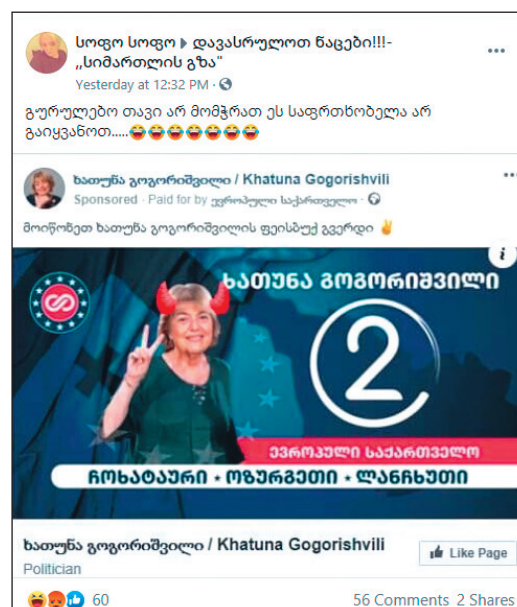 სოფო სოფო ▸ დავასრულოთ ნაცები!!!-
,,სიმართლის გზა"
Yesterday at 12:32 PM ·
გურულებო თავი არ მომჭრათ ეს საფრთხობელა არ
გაიყვანოთ.....😂😂😂😂😂😂😂
ხათუნა გოგორიშვილი / Khatuna Gogorishvili
Sponsored · Paid for by ევროპული საქართველო ·
მოიწონეთ ხათუნა გოგორიშვილის ფეისბუქ გვერდი ✌
ხათუნა გოგორიშვილი
2
ევროპული საქართველო
ჩოხატაური • ოზურგეთი • ლანჩხუთი
ხათუნა გოგორიშვილი / Khatuna Gogorishvili
Like Page
Politician
60
56 Comments 2 Shares